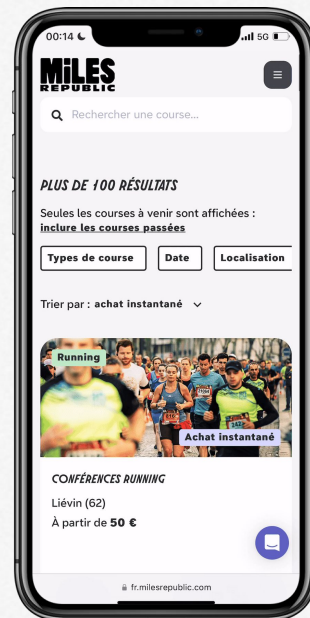 00:14
5G
MiLES
REPUBLIC
Rechercher une course...
PLUS DE 100 RÉSULTATS
Seules les courses à venir sont affichées :
inclure les courses passées
Types de course
Date
Localisation
Trier par : achat instantané
Running
Achat instantané
CONFÉRENCES RUNNING
Liévin (62)
À partir de 50 €
fr.milesrepublic.com